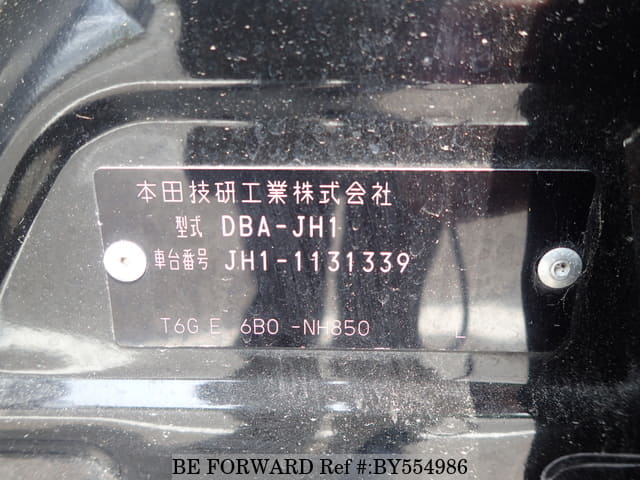 本田技研工業株式会社
型式 DBA-JH1
車台番号 JH1-1131339
T6G E 6B0 -NH850 L
BE FORWARD Ref #:BY554986